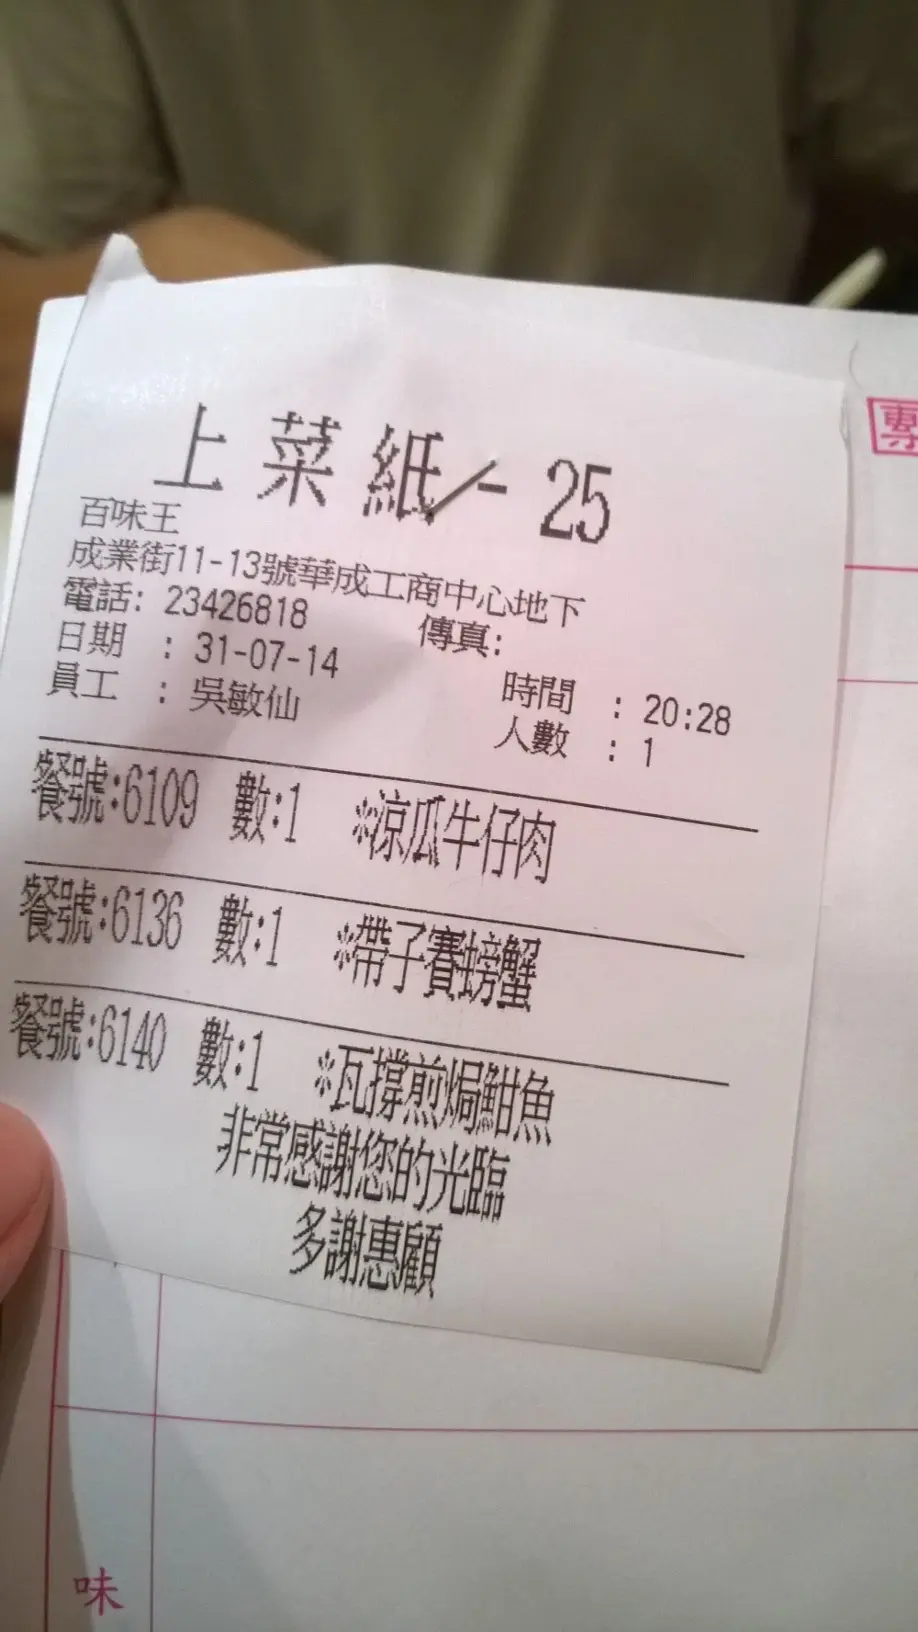 上菜紙 - 25
百味王
成業街11-13號華成工商中心地下
電話: 23426818 傳真:
日期 : 31-07-14 時間 : 20:28
員工 : 吳敏仙 人數 : 1
餐號:6109 數:1 *涼瓜牛仔肉
餐號:6136 數:1 *帶子賽螃蟹
餐號:6140 數:1 *瓦撐煎焗鮋魚
非常感謝您的光臨
多謝惠顧
味